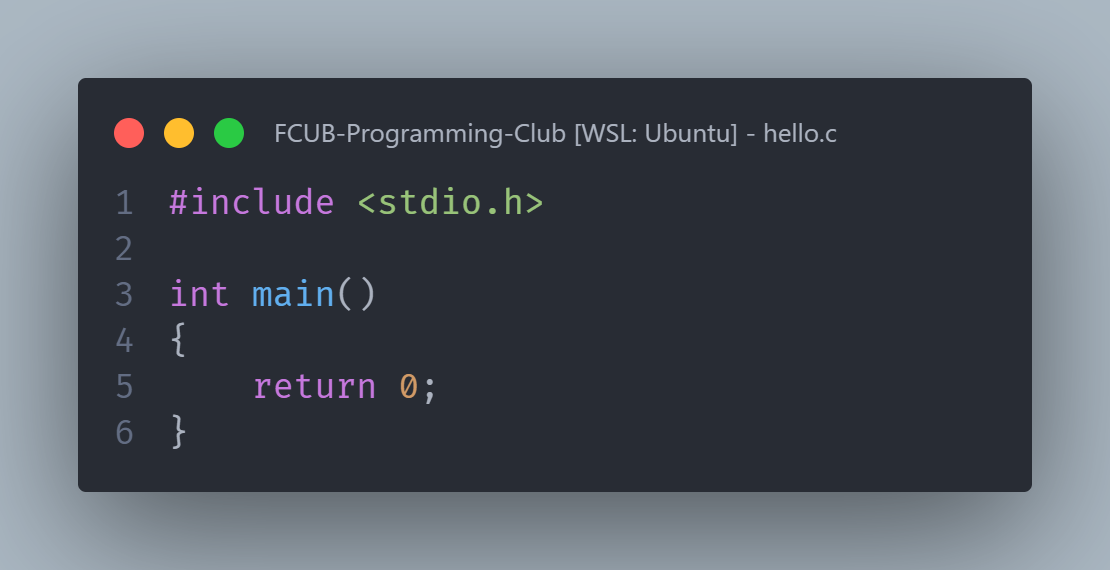 FCUB-Programming-Club [WSL: Ubuntu] - hello.c
1 #include <stdio.h>
2
3 int main()
4 {
5     return 0;
6 }